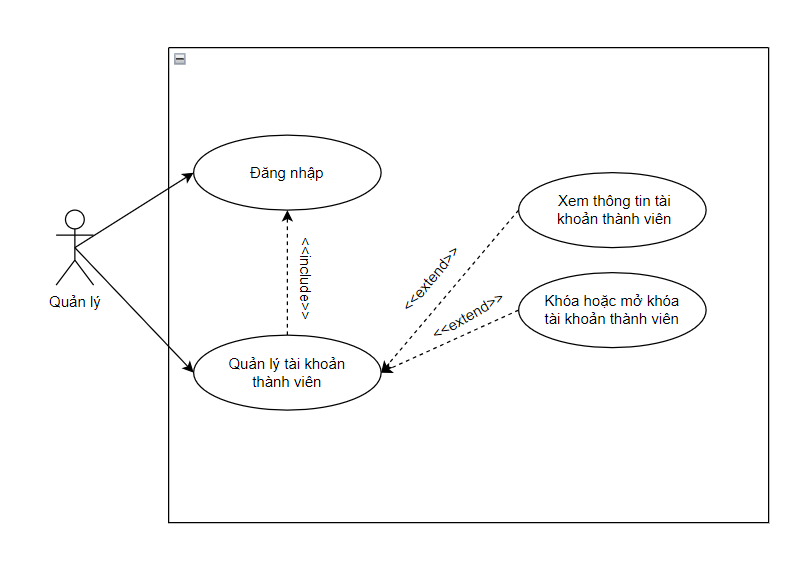 Đăng nhập
Xem thông tin tài
khoản thành viên
<<include>>
<<extend>>
Quản lý
<<extend>>
Khóa hoặc mở khóa
tài khoản thành viên
Quản lý tài khoản
thành viên